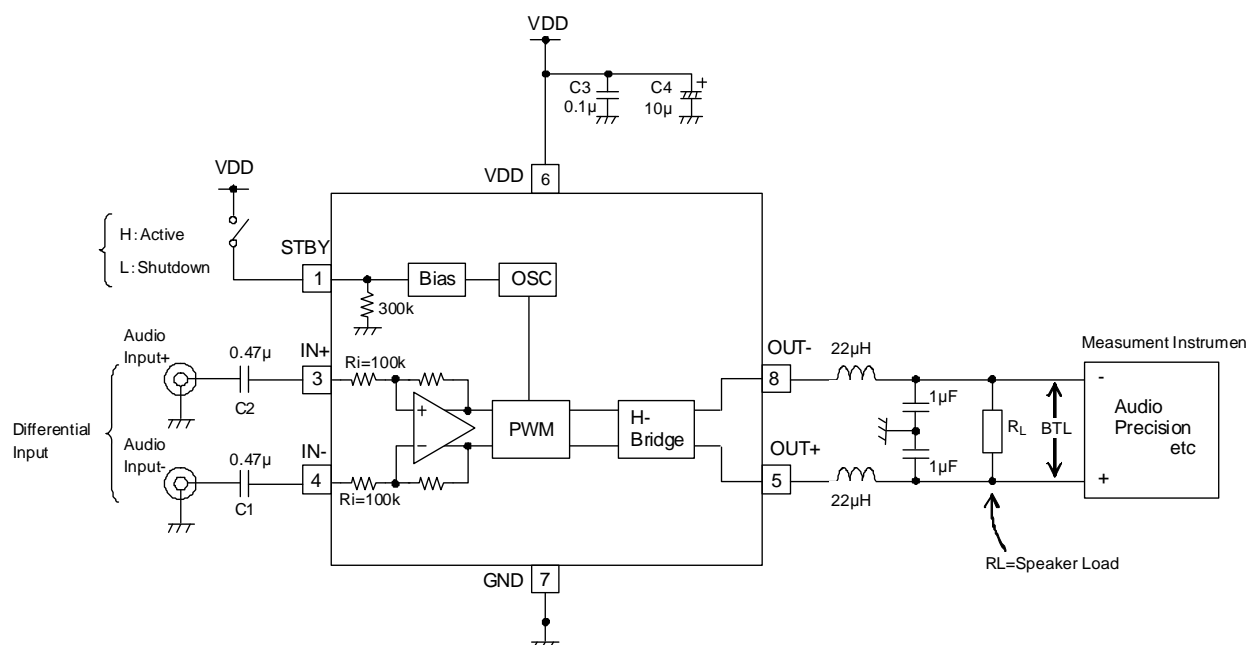 VDD
C3
0.1µ
C4
+
10µ
VDD
6
VDD
H : Active
L : Shutdown
STBY
1
Bias
OSC
300k
Audio
Input+
0.47µ
C2
IN+
3
Ri=100k
Differential
Input
Audio
Input-
0.47µ
C1
IN-
4
Ri=100k
+
−
PWM
H-
Bridge
OUT-
8
22µH
OUT+
5
22µH
1µF
1µF
RL
BTL
Measument Instrumen
-
Audio
Precision
etc
+
RL=Speaker Load
GND
7